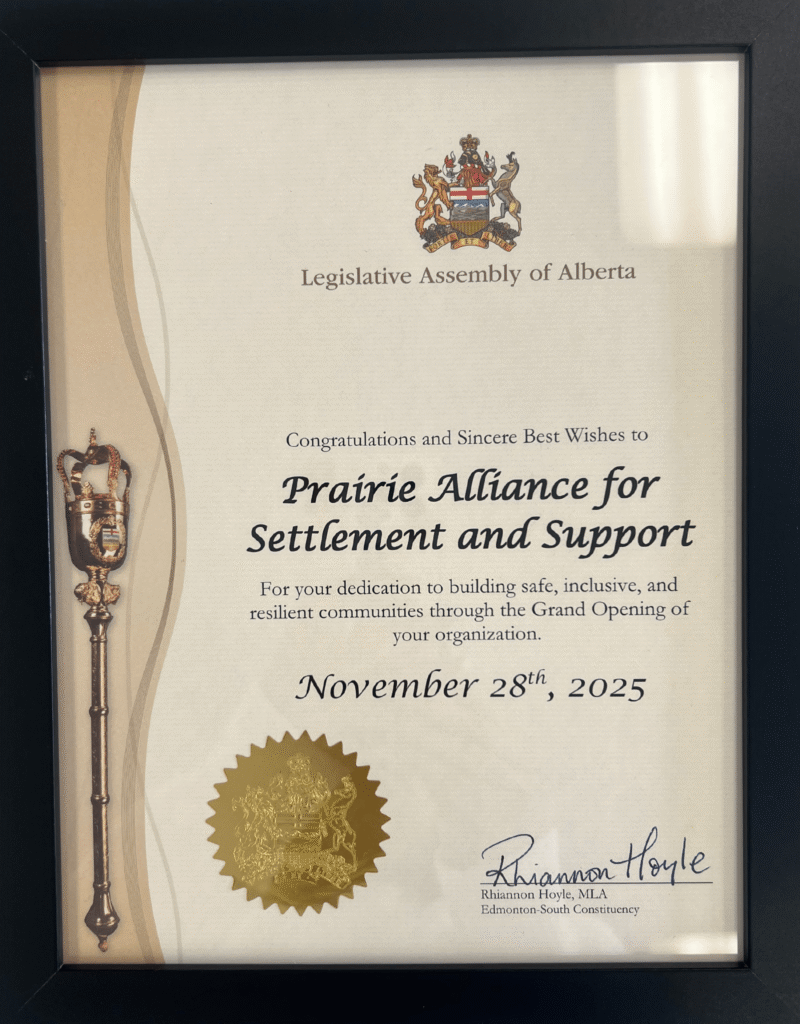 Legislative Assembly of Alberta
Congratulations and Sincere Best Wishes to
Prairie Alliance for
Settlement and Support
For your dedication to building safe, inclusive, and
resilient communities through the Grand Opening of
your organization.
November 28th, 2025
Rhiannon Hoyle
Rhiannon Hoyle, MLA
Edmonton-South Constituency